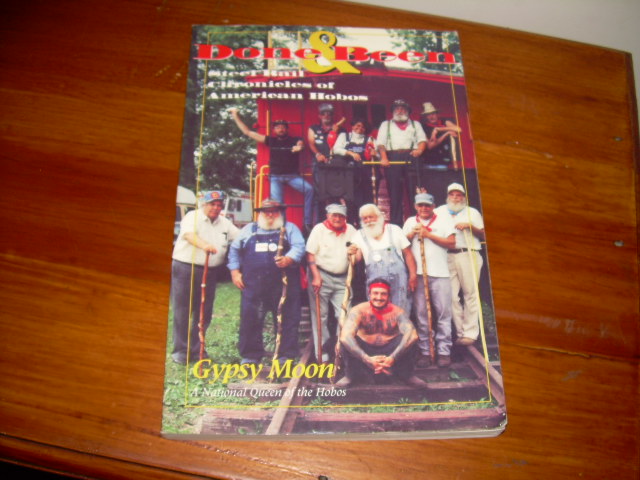 Done & Been
Steel Rail
Chronicles of
American Hobos
Gypsy Moon
A National Queen of the Hobos